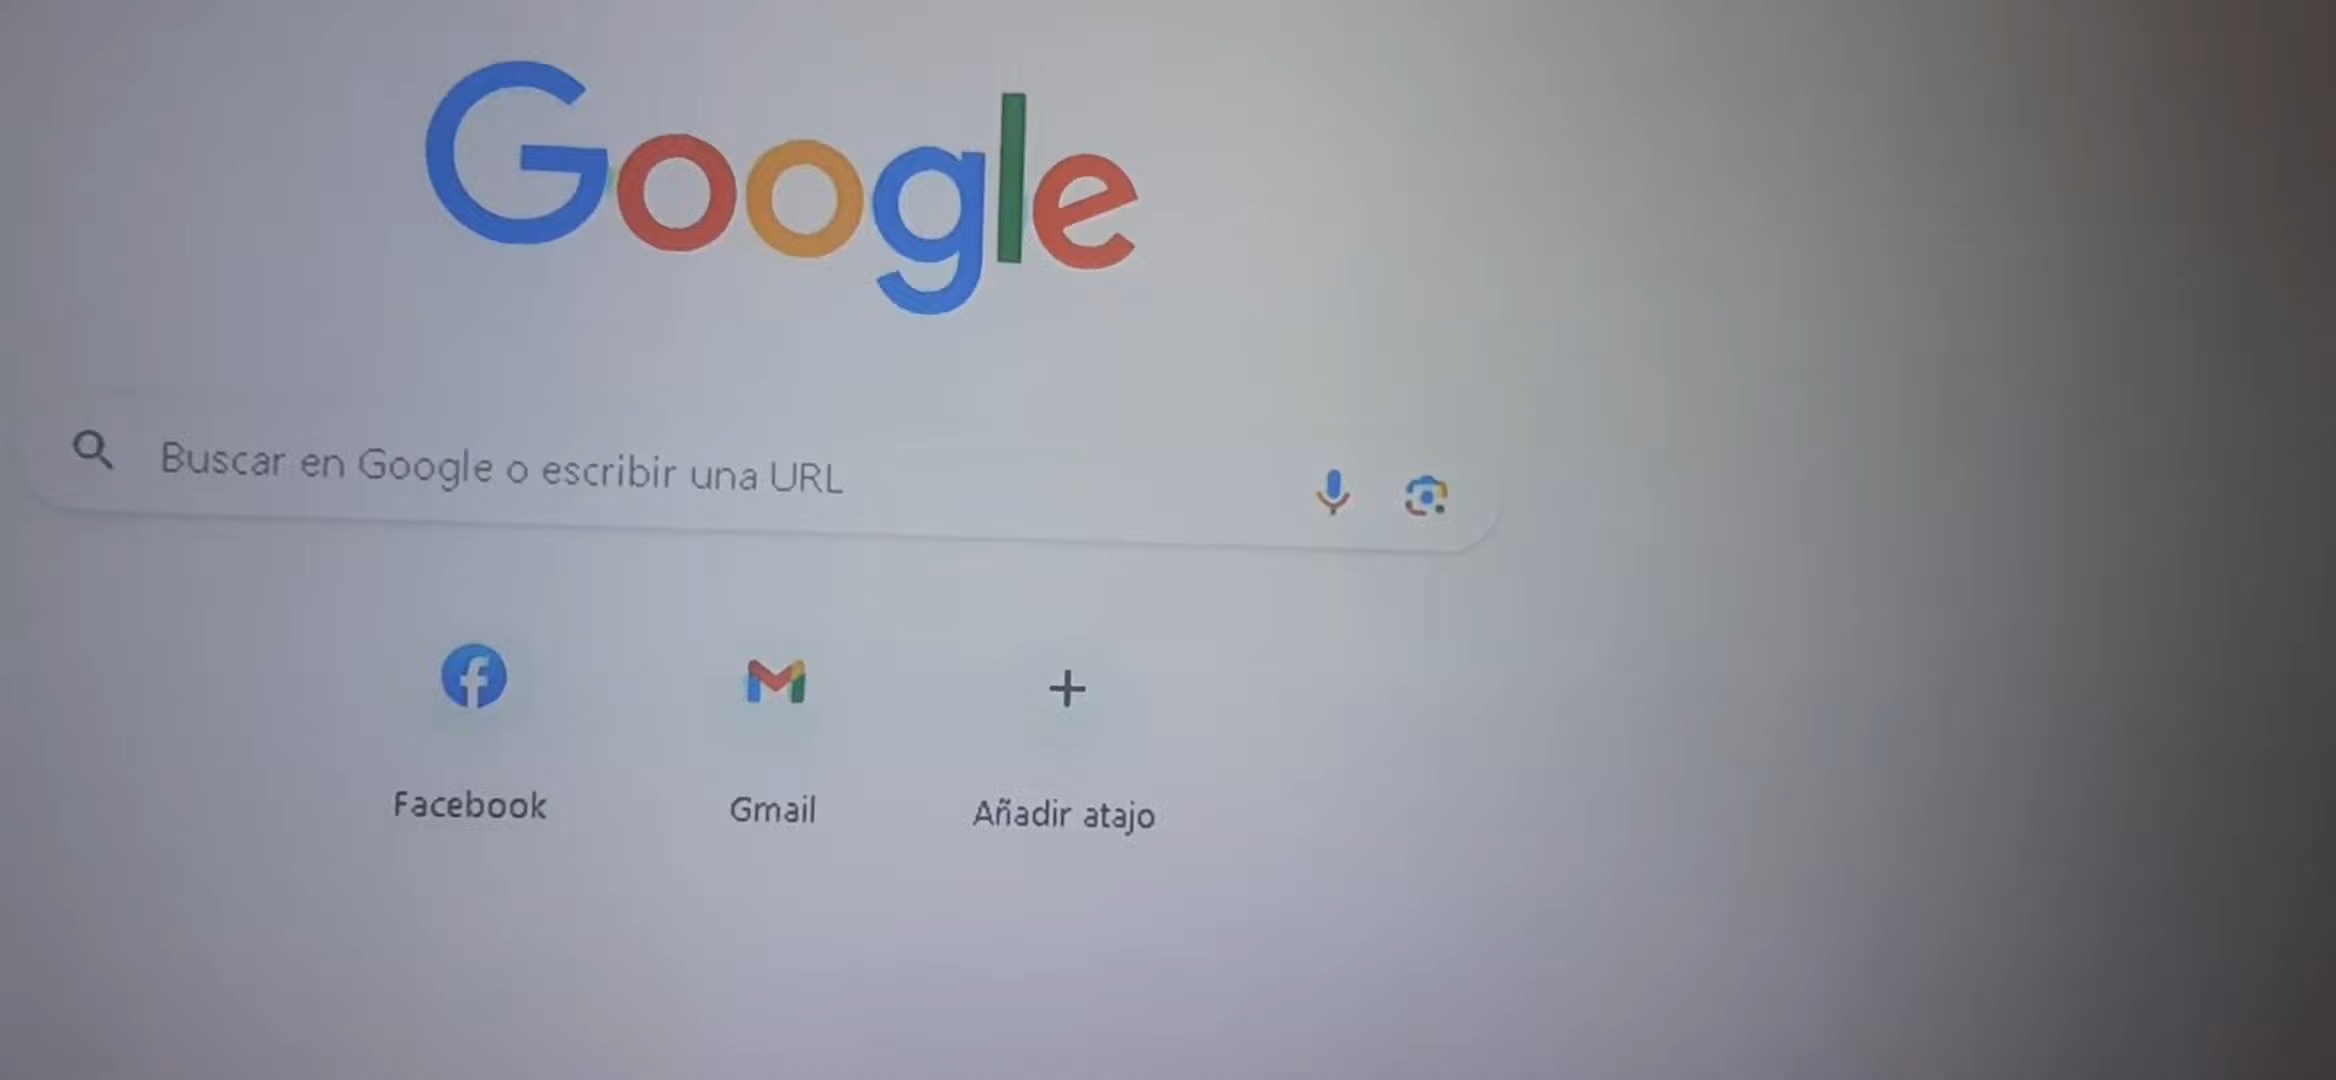 Google
Buscar en Google o escribir una URL
Facebook
Gmail
Añadir atajo